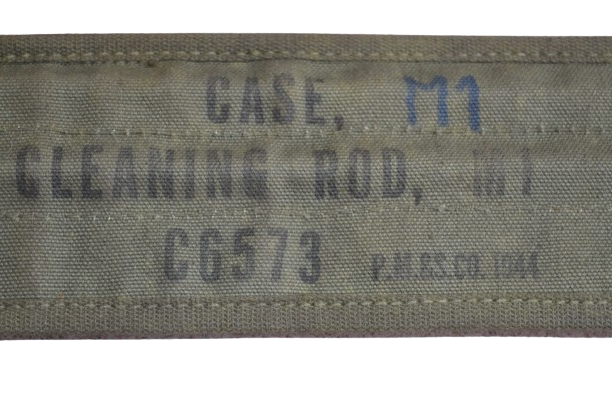 CASE, M1
CLEANING ROD, M1
C6573 P.M.&S.CO. 1944